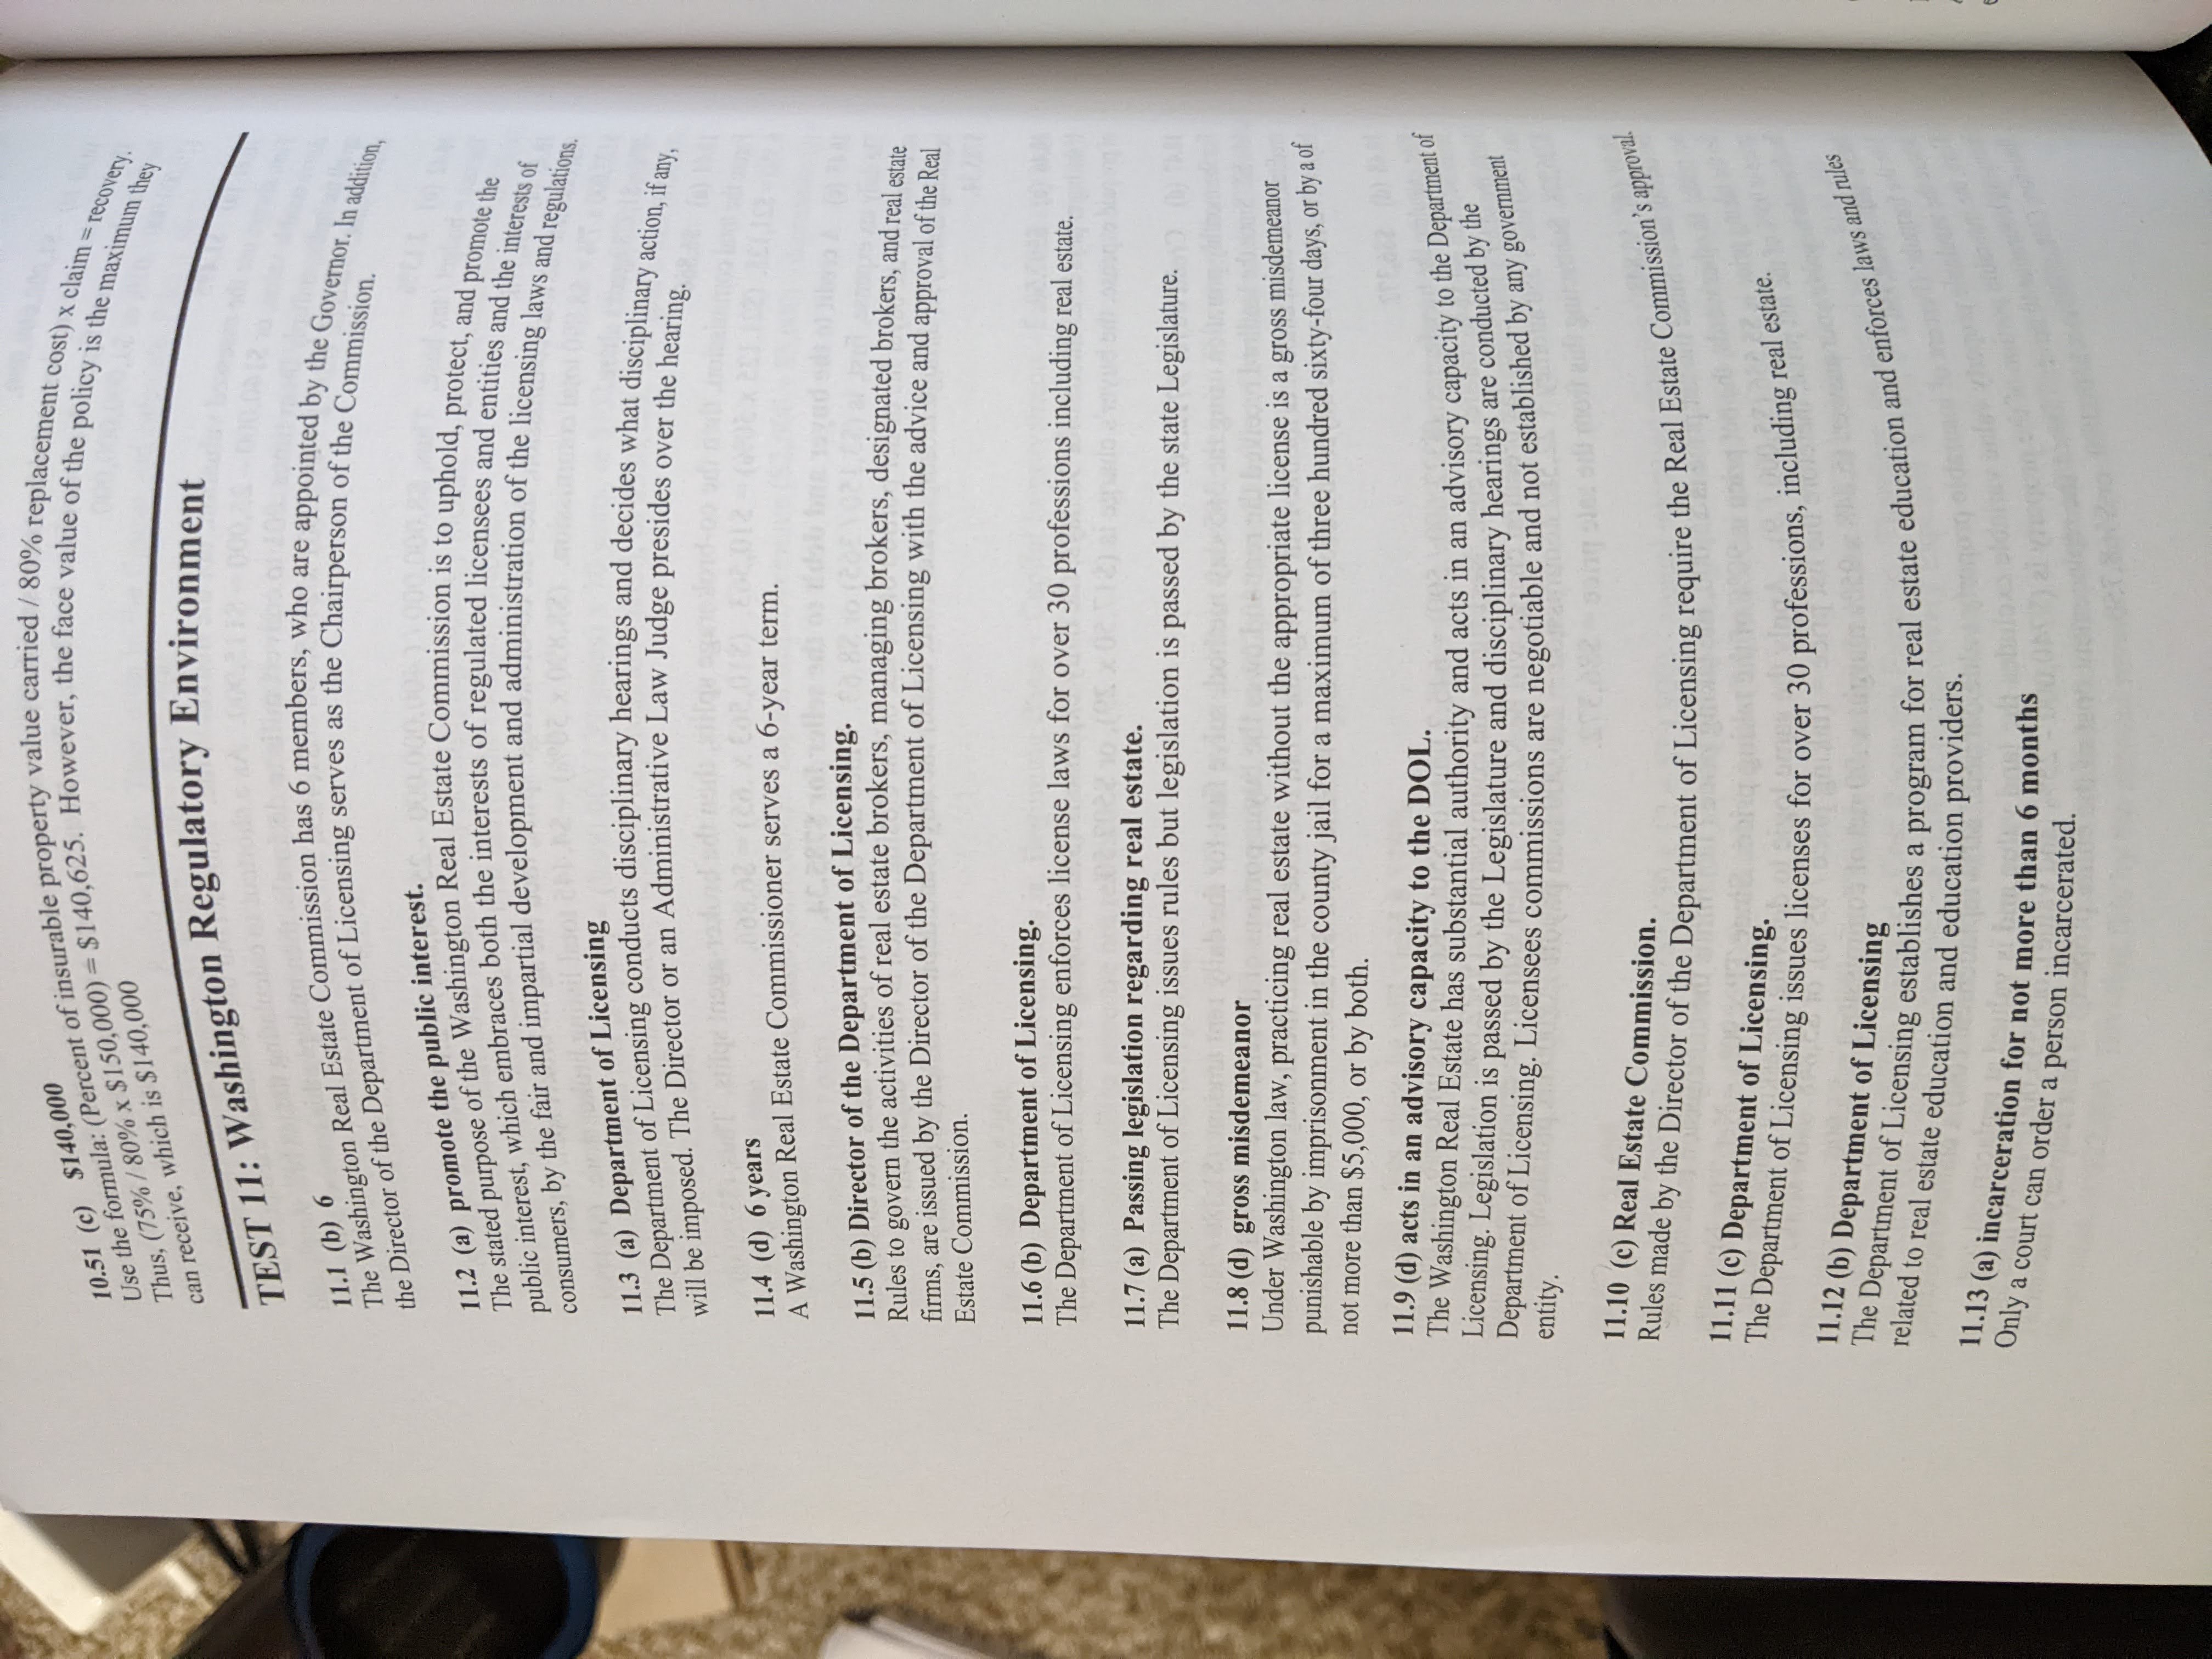 10.51 (c) $140,000
Use the formula: (Percent of insurable property value carried / 80% replacement cost) x claim = recovery.
Thus, (75% / 80% x $150,000) = $140,625. However, the face value of the policy is the maximum they
can receive, which is $140,000
TEST 11: Washington Regulatory Environment
11.1 (b) 6
The Washington Real Estate Commission has 6 members, who are appointed by the Governor. In addition,
the Director of the Department of Licensing serves as the Chairperson of the Commission.
11.2 (a) promote the public interest.
The stated purpose of the Washington Real Estate Commission is to uphold, protect, and promote the
public interest, which embraces both the interests of regulated licensees and entities and the interests of
consumers, by the fair and impartial development and administration of the licensing laws and regulations.
11.3 (a) Department of Licensing
The Department of Licensing conducts disciplinary hearings and decides what disciplinary action, if any,
will be imposed. The Director or an Administrative Law Judge presides over the hearing.
11.4 (d) 6 years
A Washington Real Estate Commissioner serves a 6-year term.
11.5 (b) Director of the Department of Licensing.
Rules to govern the activities of real estate brokers, managing brokers, designated brokers, and real estate
firms, are issued by the Director of the Department of Licensing with the advice and approval of the Real
Estate Commission.
11.6 (b) Department of Licensing.
The Department of Licensing enforces license laws for over 30 professions including real estate.
11.7 (a) Passing legislation regarding real estate.
The Department of Licensing issues rules but legislation is passed by the state Legislature.
11.8 (d) gross misdemeanor
Under Washington law, practicing real estate without the appropriate license is a gross misdemeanor
punishable by imprisonment in the county jail for a maximum of three hundred sixty-four days, or by a of
not more than $5,000, or by both.
11.9 (d) acts in an advisory capacity to the DOL.
The Washington Real Estate has substantial authority and acts in an advisory capacity to the Department of
Licensing. Legislation is passed by the Legislature and disciplinary hearings are conducted by the
Department of Licensing. Licensees commissions are negotiable and not established by any government
entity.
11.10 (c) Real Estate Commission.
Rules made by the Director of the Department of Licensing require the Real Estate Commission's approval.
11.11 (c) Department of Licensing.
The Department of Licensing issues licenses for over 30 professions, including real estate.
11.12 (b) Department of Licensing
The Department of Licensing establishes a program for real estate education and enforces laws and rules
related to real estate education and education providers.
11.13 (a) incarceration for not more than 6 months
Only a court can order a person incarcerated.